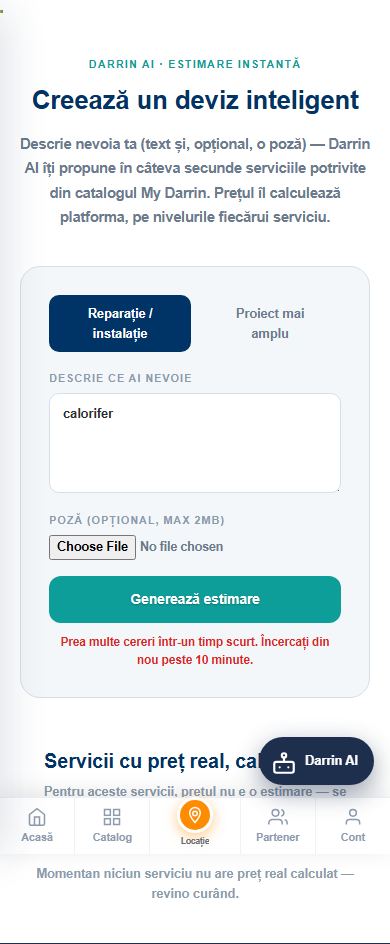 DARRIN AI · ESTIMARE INSTANTĂ
Creează un deviz inteligent
Descrie nevoia ta (text și, opțional, o poză) — Darrin
AI îți propune în câteva secunde serviciile potrivite
din catalogul My Darrin. Prețul îl calculează
platforma, pe nivelurile fiecărui serviciu.
Reparație /
instalație
Proiect mai
amplu
DESCRIE CE AI NEVOIE
calorifer
POZĂ (OPȚIONAL, MAX 2MB)
Choose File No file chosen
Generează estimare
Prea multe cereri într-un timp scurt. Încercați din
nou peste 10 minute.
Servicii cu preț real,
Darrin AI
Pentru aceste servicii, prețul nu e o estimare — se
Acasă
Catalog
Locație
Partener
Cont
Momentan niciun serviciu nu are preț real calculat —
revino curând.